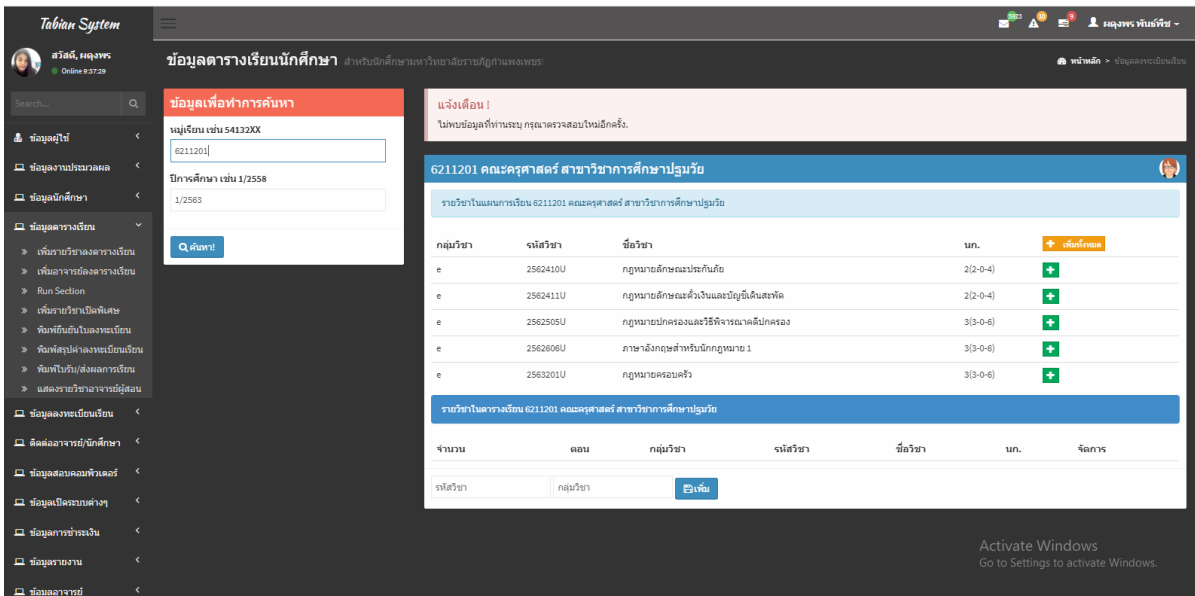 Tabian System
5923
10
9
ผดุงพร พันธ์พืช
สวัสดี, ผดุงพร
Online 9:37:29
ข้อมูลตารางเรียนนักศึกษา สำหรับนักศึกษามหาวิทยาลัยราชภัฏกำแพงเพชร
หน้าหลัก > ข้อมูลลงทะเบียนเรียน
Search...
ข้อมูลผู้ใช้
ข้อมูลงานประมวลผล
ข้อมูลนักศึกษา
ข้อมูลตารางเรียน
» เพิ่มรายวิชาลงตารางเรียน
» เพิ่มอาจารย์ลงตารางเรียน
» Run Section
» เพิ่มรายวิชาเปิดพิเศษ
» พิมพ์ยืนยันใบลงทะเบียน
» พิมพ์สรุปค่าลงทะเบียนเรียน
» พิมพ์ใบรับ/ส่งผลการเรียน
» แสดงรายวิชาอาจารย์ผู้สอน
ข้อมูลลงทะเบียนเรียน
ติดต่ออาจารย์/นักศึกษา
ข้อมูลสอบคอมพิวเตอร์
ข้อมูลเปิดระบบต่างๆ
ข้อมูลการชำระเงิน
ข้อมูลรายงาน
ข้อมูลอาจารย์
ข้อมูลเพื่อทำการค้นหา
หมู่เรียน เช่น 54132XX
6211201
ปีการศึกษา เช่น 1/2558
1/2563
ค้นหา!
แจ้งเตือน !
ไม่พบข้อมูลที่ท่านระบุ กรุณาตรวจสอบใหม่อีกครั้ง.
6211201 คณะครุศาสตร์ สาขาวิชาการศึกษาปฐมวัย
รายวิชาในแผนการเรียน 6211201 คณะครุศาสตร์ สาขาวิชาการศึกษาปฐมวัย
กลุ่มวิชา รหัสวิชา ชื่อวิชา นก. เพิ่มทั้งหมด
e 2562410U กฎหมายลักษณะประกันภัย 2(2-0-4)
e 2562411U กฎหมายลักษณะตั๋วเงินและบัญชีเดินสะพัด 2(2-0-4)
e 2562505U กฎหมายปกครองและวิธีพิจารณาคดีปกครอง 3(3-0-6)
e 2562606U ภาษาอังกฤษสำหรับนักกฎหมาย 1 3(3-0-6)
e 2563201U กฎหมายครอบครัว 3(3-0-6)
รายวิชาในตารางเรียน 6211201 คณะครุศาสตร์ สาขาวิชาการศึกษาปฐมวัย
จำนวน ตอน กลุ่มวิชา รหัสวิชา ชื่อวิชา นก. จัดการ
รหัสวิชา กลุ่มวิชา เพิ่ม
Activate Windows
Go to Settings to activate Windows.